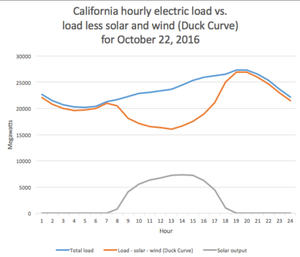 California hourly electric load vs.
load less solar and wind (Duck Curve)
for October 22, 2016
30000
25000
20000
15000
10000
5000
0
Megawatts
1 2 3 4 5 6 7 8 9 10 11 12 13 14 15 16 17 18 19 20 21 22 23 24
Hour
Total load Load - solar - wind (Duck Curve) Solar output